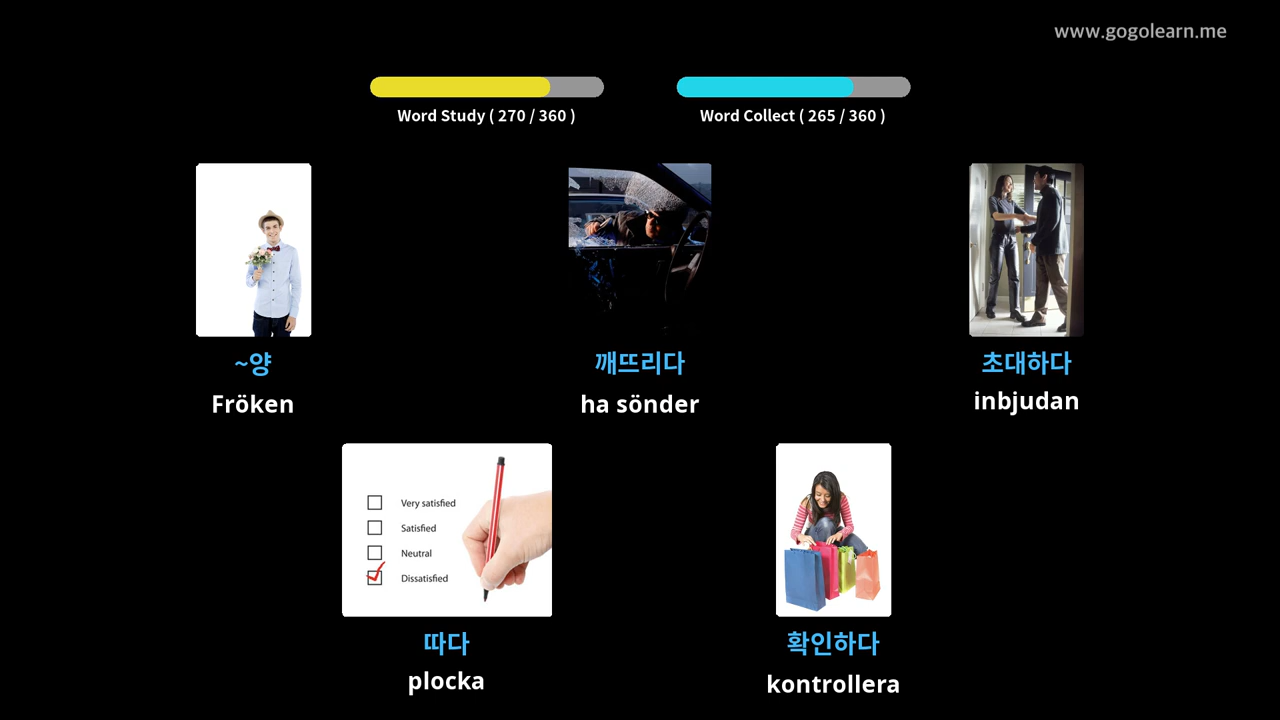 www.gogolearn.me
Word Study ( 270 / 360 )
Word Collect ( 265 / 360 )
~양
Fröken
깨뜨리다
ha sönder
초대하다
inbjudan
Very satisfied
Satisfied
Neutral
Dissatisfied
따다
plocka
확인하다
kontrollera